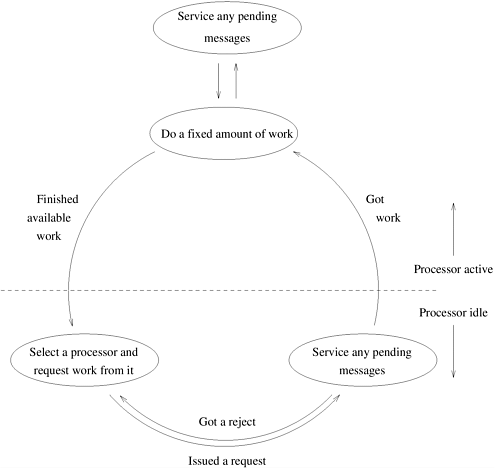 Service any pending
messages
Do a fixed amount of work
Finished
available
work
Got
work
Processor active
Processor idle
Select a processor and
request work from it
Service any pending
messages
Got a reject
Issued a request